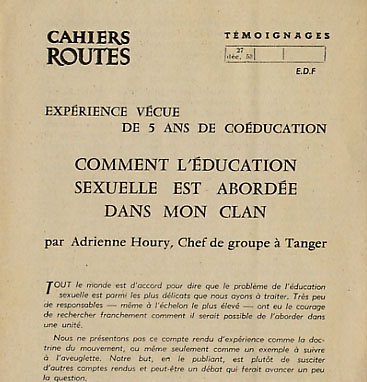 CAHIERS
ROUTES
TÉMOIGNAGES
27
déc. 53
E.D.F
EXPÉRIENCE VÉCUE
DE 5 ANS DE COÉDUCATION
COMMENT L'ÉDUCATION
SEXUELLE EST ABORDÉE
DANS MON CLAN
par Adrienne Houry, Chef de groupe à Tanger
TOUT le monde est d'accord pour dire que le problème de l'éducation
sexuelle est parmi les plus délicats que nous ayons à traiter. Très peu
de responsables — même à l'échelon le plus élevé — ont eu le courage
de rechercher franchement comment il serait possible de l'aborder dans
une unité.
Nous ne présentons pas ce compte rendu d'expérience comme la doc-
trine du mouvement, ou même seulement comme un exemple à suivre
à l'aveuglette. Notre but, en le publiant, est plutôt de susciter
d'autres comptes rendus et peut-être un débat qui ferait avancer un peu
la question.